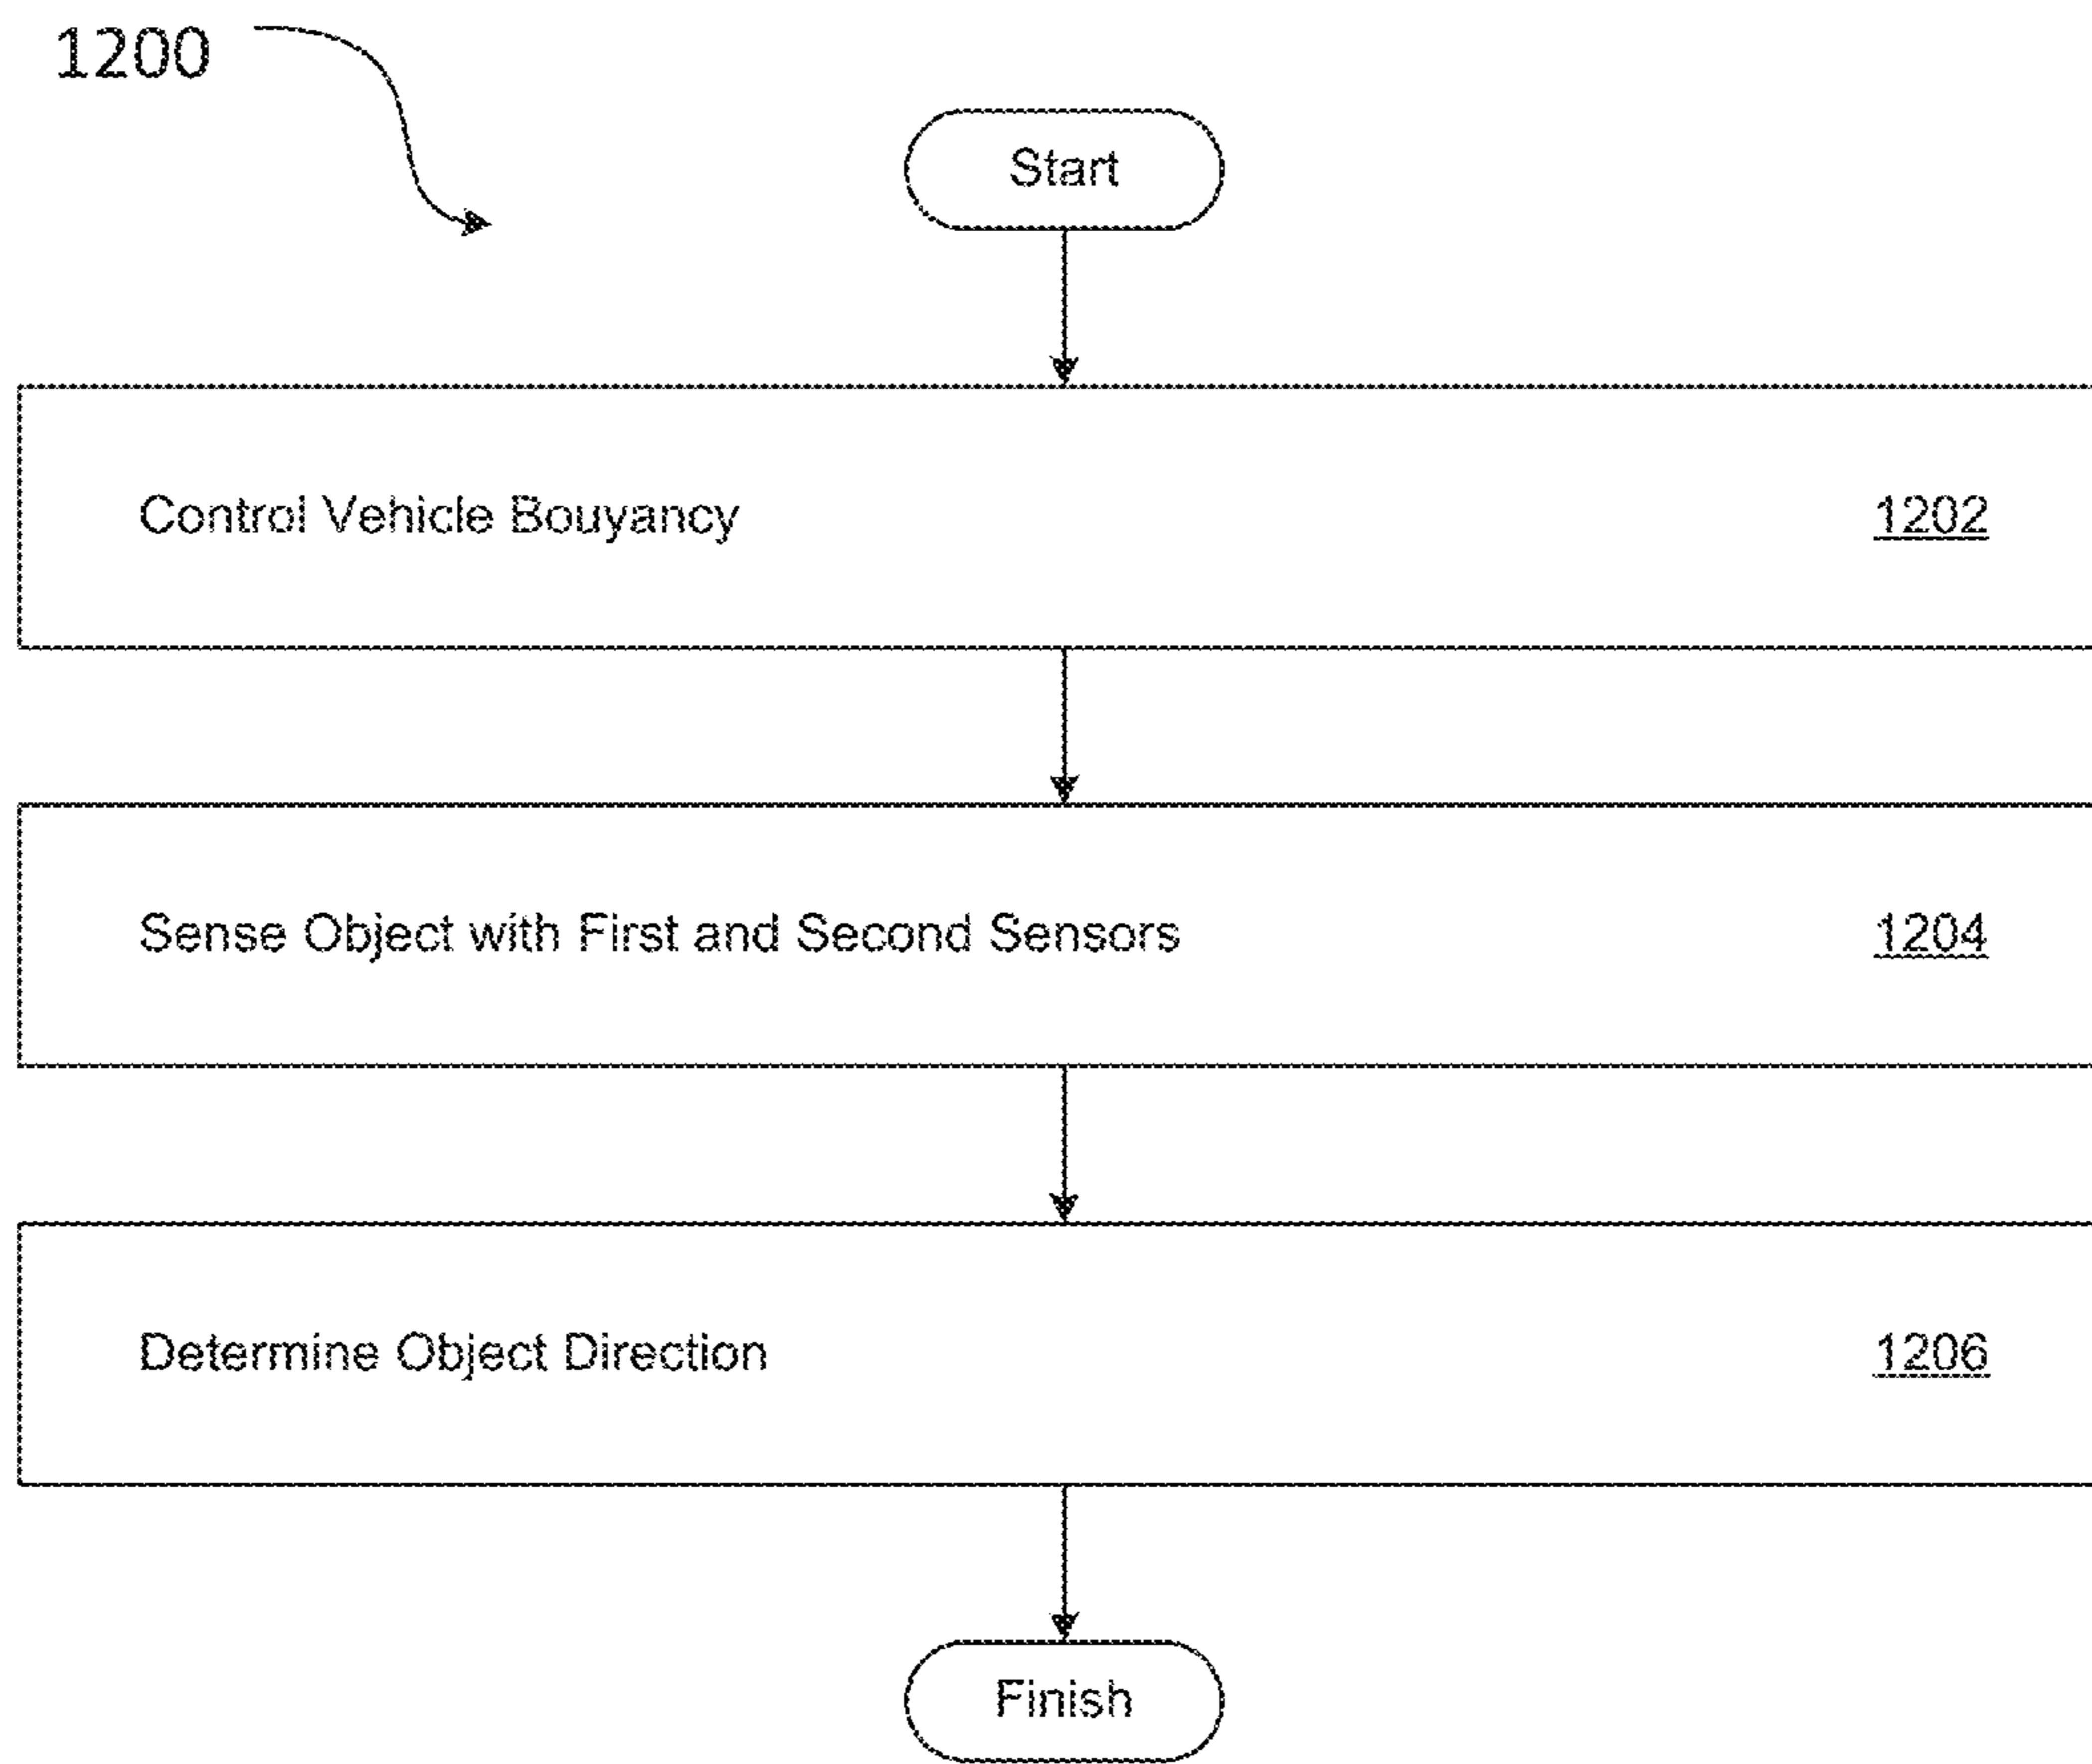 1200
Start
Control Vehicle Bouyancy 1202
Sense Object with First and Second Sensors 1204
Determine Object Direction 1206
Finish